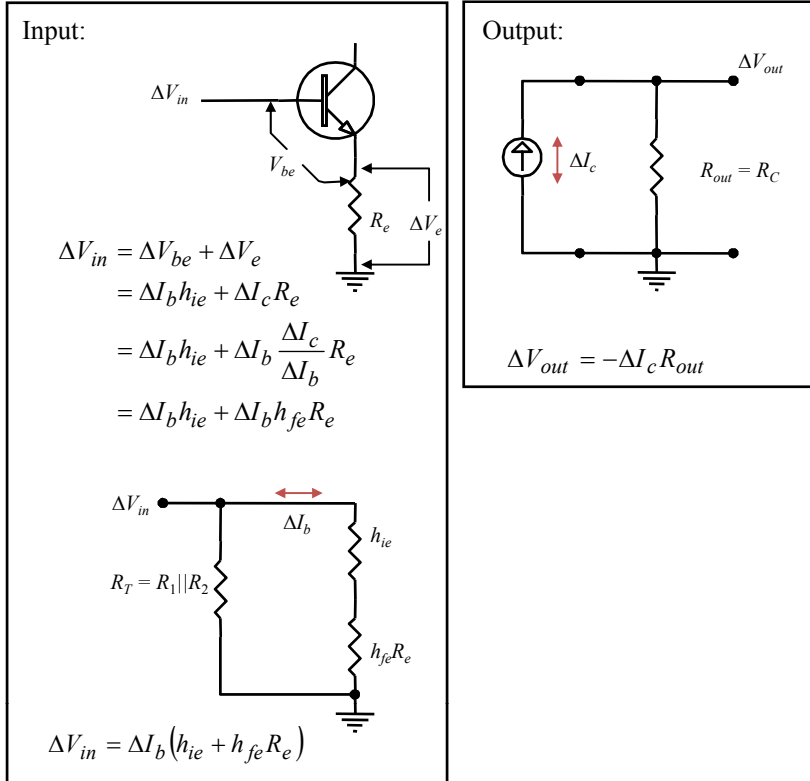 Input:
ΔV_in
V_be
R_e
ΔV_e
ΔV_in = ΔV_be + ΔV_e
= ΔI_b h_ie + ΔI_c R_e
= ΔI_b h_ie + ΔI_b ΔI_c/ΔI_b R_e
= ΔI_b h_ie + ΔI_b h_fe R_e
ΔV_in
ΔI_b
h_ie
R_T = R_1||R_2
h_fe R_e
ΔV_in = ΔI_b (h_ie + h_fe R_e)
Output:
ΔV_out
ΔI_c
R_out = R_C
ΔV_out = −ΔI_c R_out